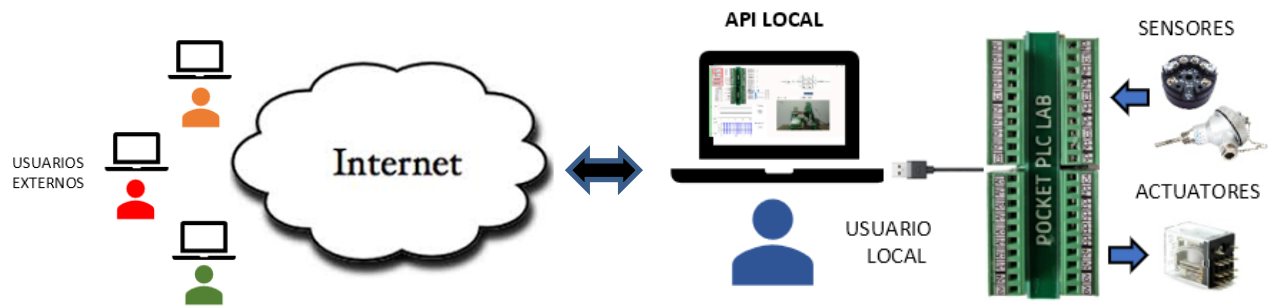 API LOCAL
SENSORES
USUARIOS
EXTERNOS
Internet
POCKET PLC LAB
ACTUATORES
USUARIO
LOCAL